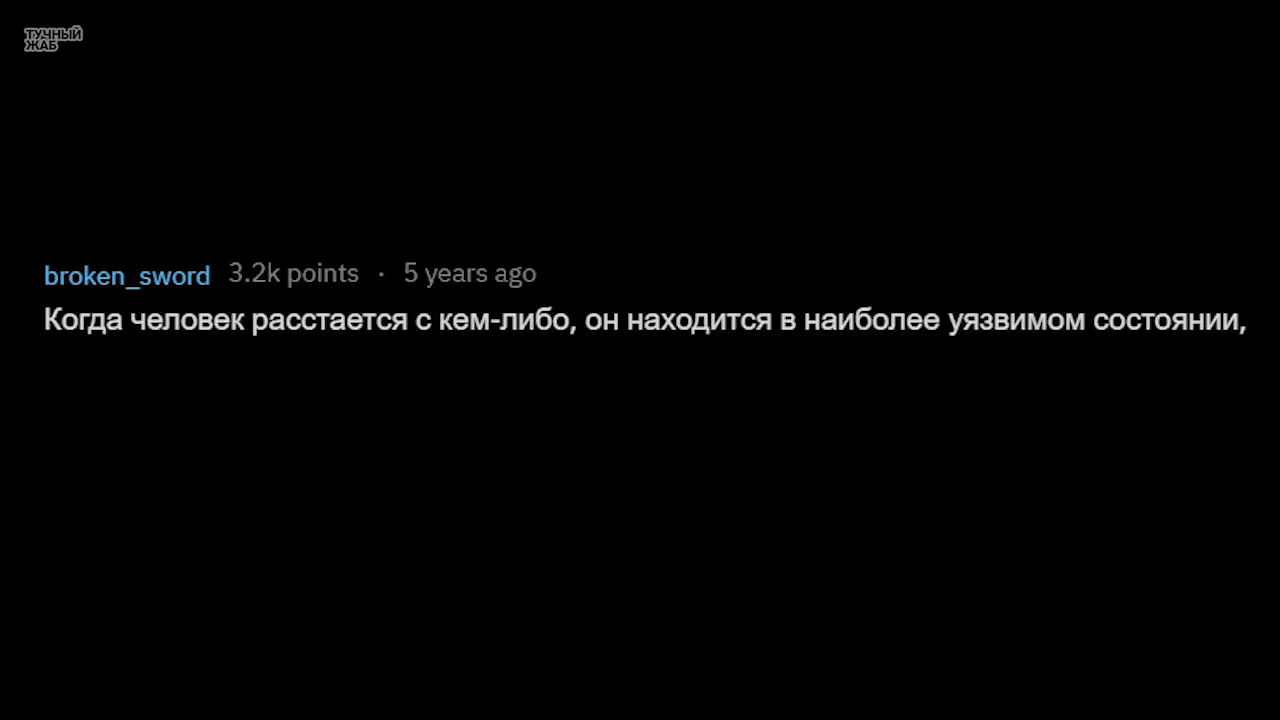 ТУЧНЫЙ
ЖАБ
broken_sword 3.2k points · 5 years ago
Когда человек расстается с кем-либо, он находится в наиболее уязвимом состоянии,